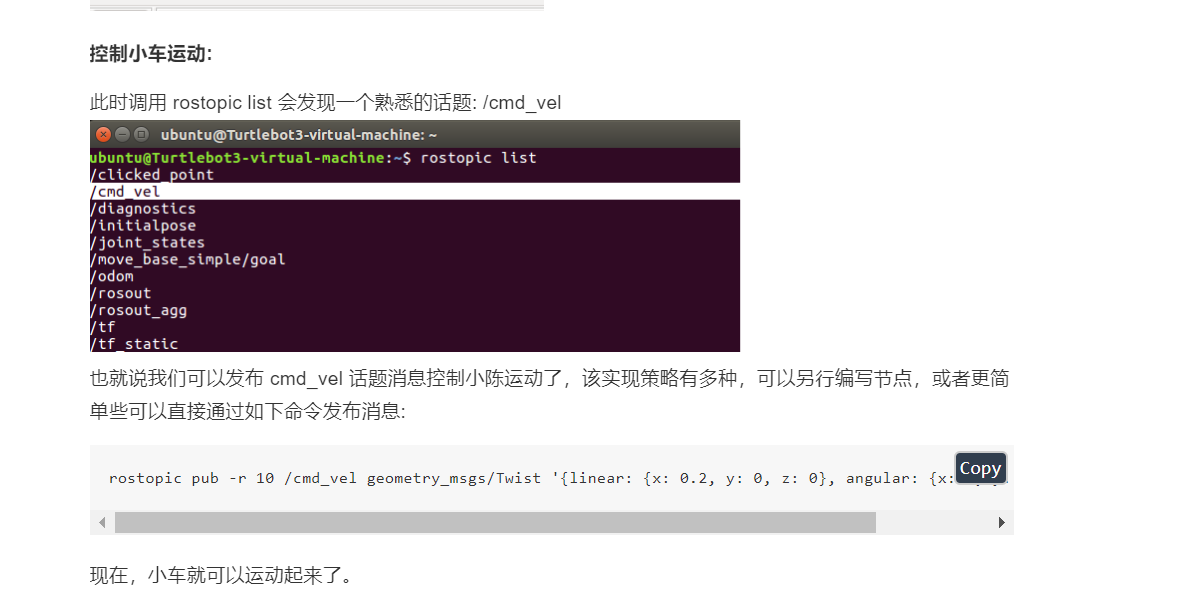 控制小车运动:
此时调用 rostopic list 会发现一个熟悉的话题: /cmd_vel
ubuntu@Turtlebot3-virtual-machine: ~
ubuntu@Turtlebot3-virtual-machine:~$ rostopic list
/clicked_point
/cmd_vel
/diagnostics
/initialpose
/joint_states
/move_base_simple/goal
/odom
/rosout
/rosout_agg
/tf
/tf_static
也就说我们可以发布 cmd_vel 话题消息控制小陈运动了，该实现策略有多种，可以另行编写节点，或者更简
单些可以直接通过如下命令发布消息:
Copy
rostopic pub -r 10 /cmd_vel geometry_msgs/Twist '{linear: {x: 0.2, y: 0, z: 0}, angular: {x:
现在，小车就可以运动起来了。